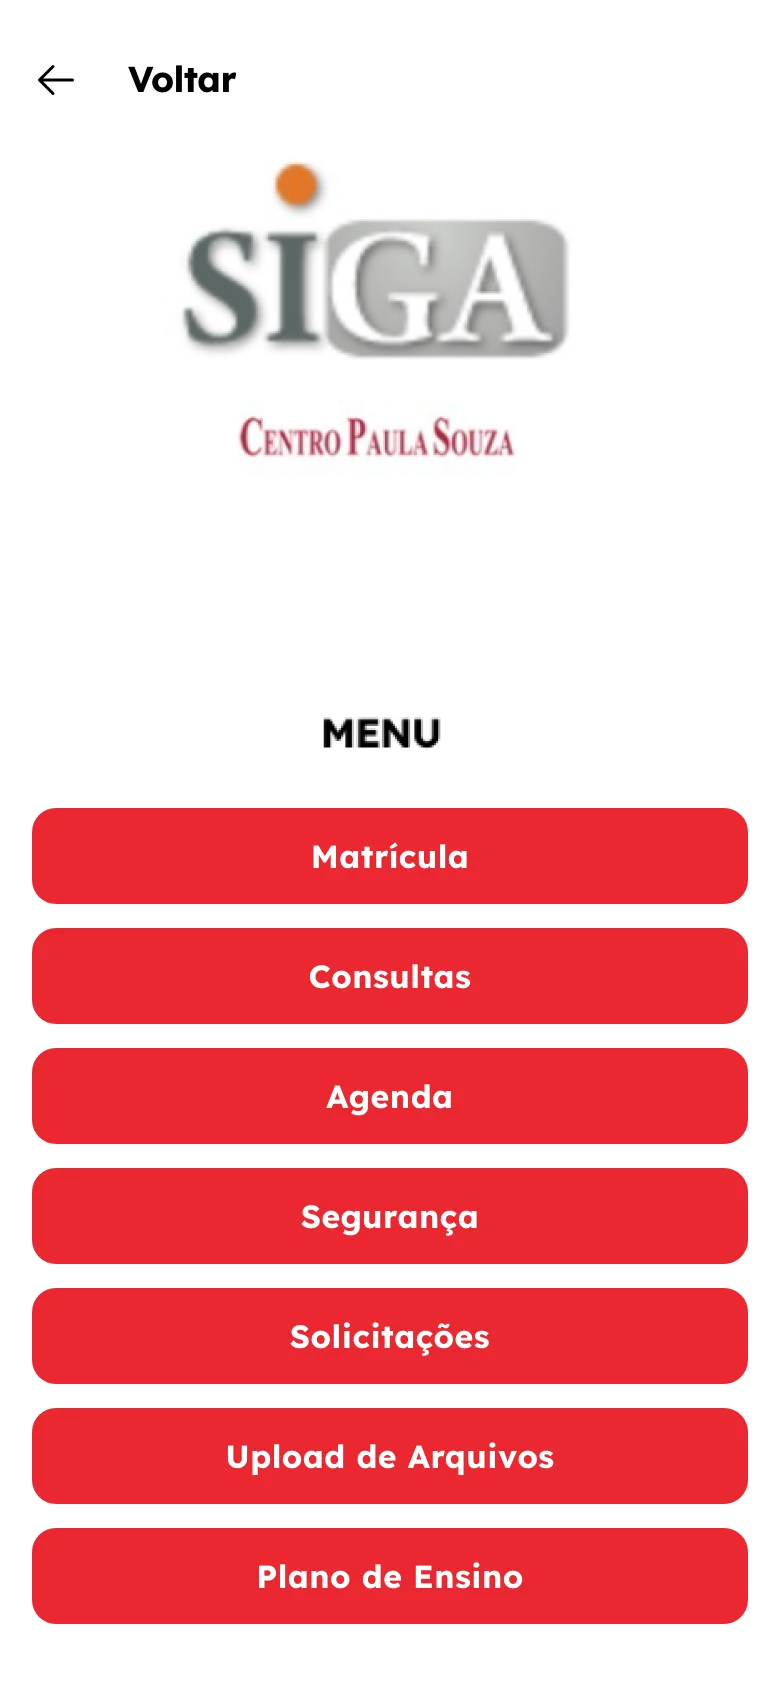 Voltar
SIGA
CENTRO PAULA SOUZA
MENU
Matrícula
Consultas
Agenda
Segurança
Solicitações
Upload de Arquivos
Plano de Ensino